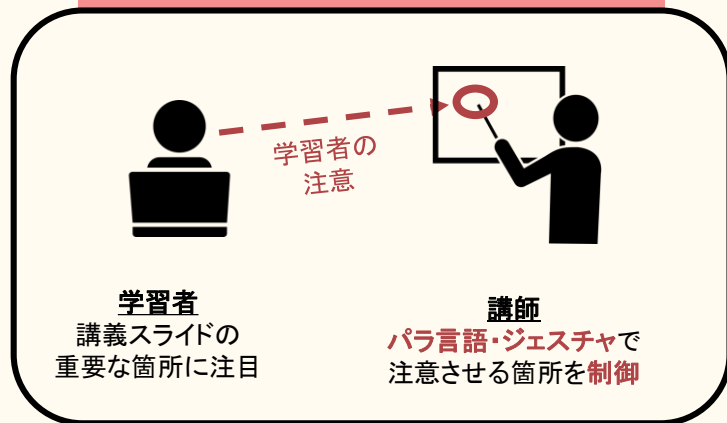 学習者の
注意
学習者
講義スライドの
重要な箇所に注目
講師
パラ言語・ジェスチャで
注意させる箇所を制御